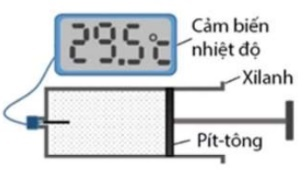 29.5℃
Cảm biến
nhiệt độ
Xilanh
Pít-tông